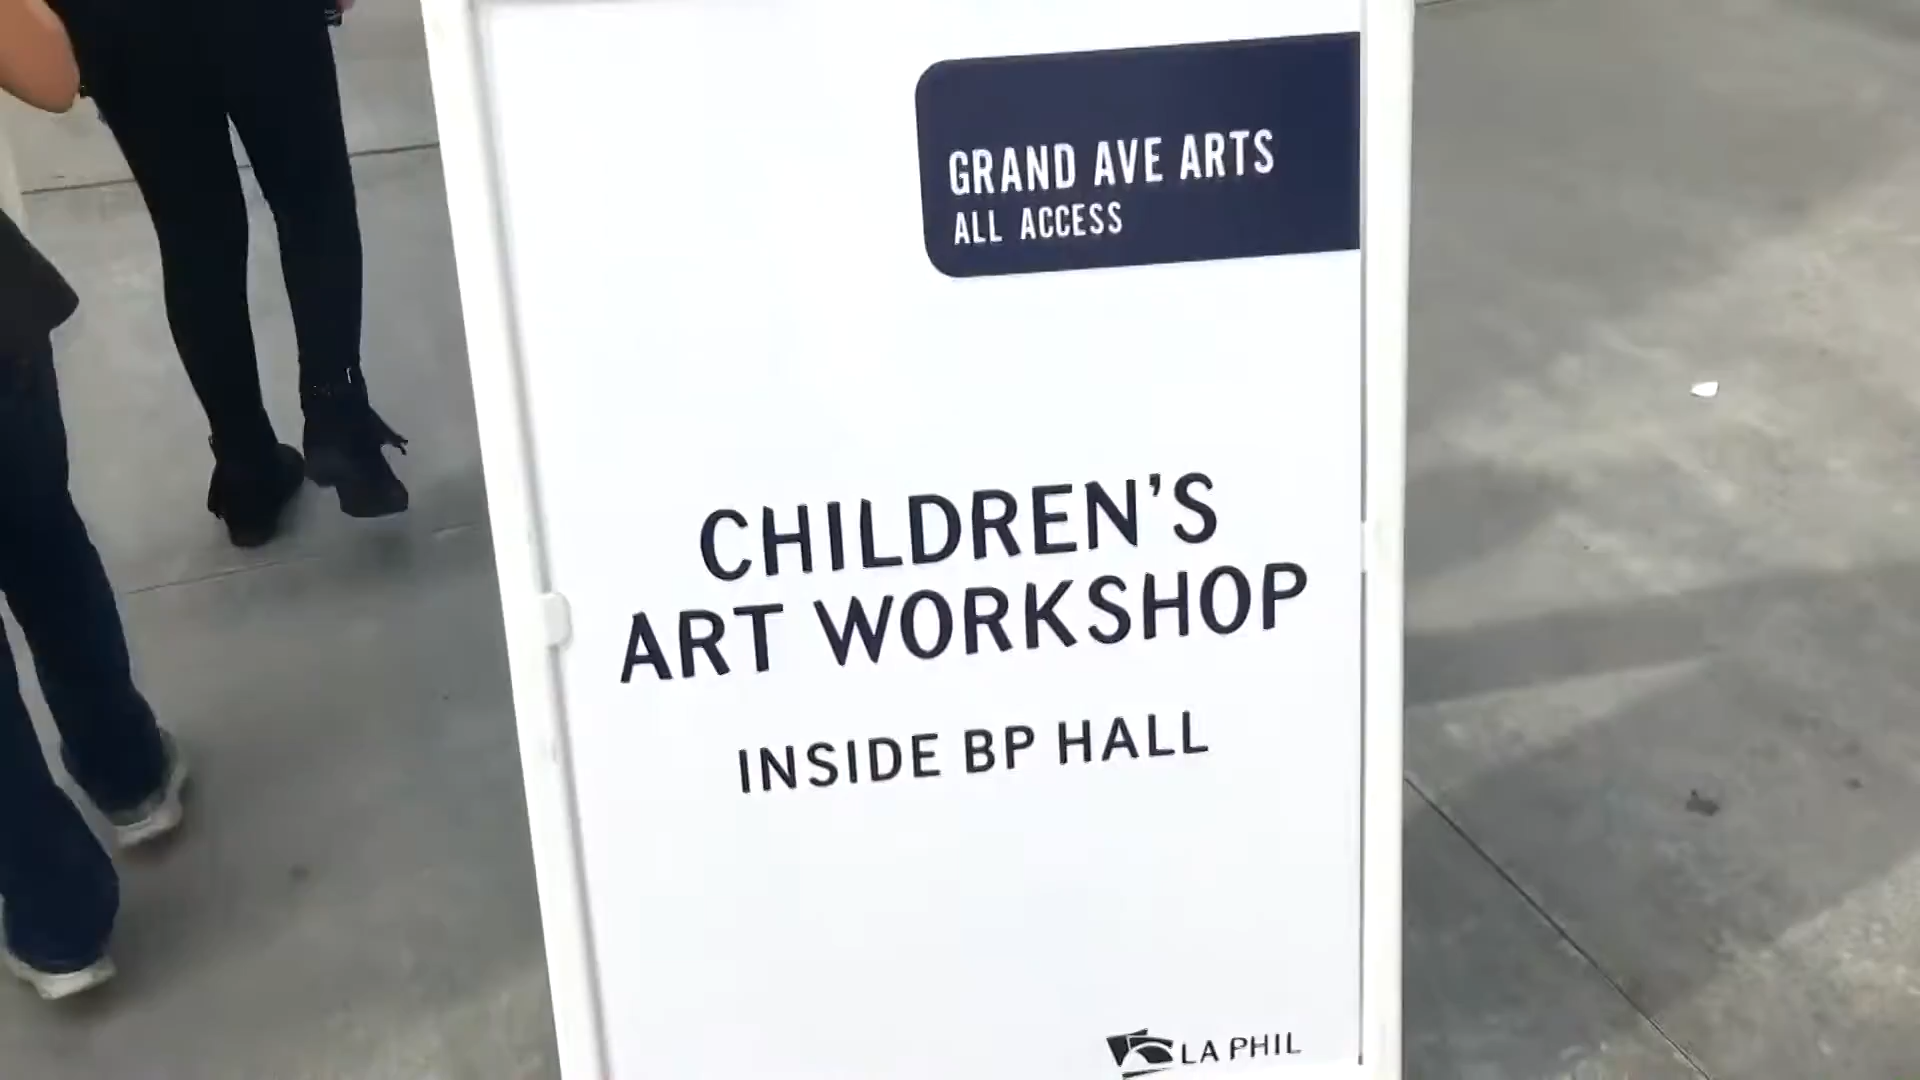 GRAND AVE ARTS
ALL ACCESS
CHILDREN'S
ART WORKSHOP
INSIDE BP HALL
LA PHIL